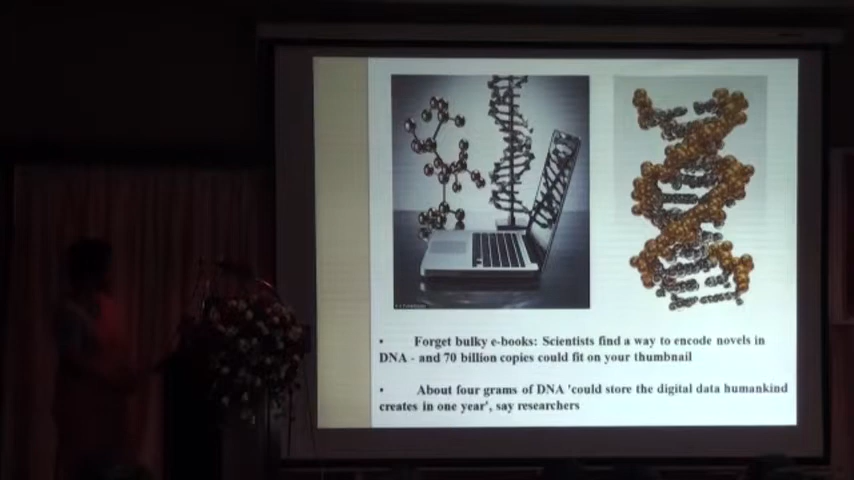 • Forget bulky e-books: Scientists find a way to encode novels in
DNA - and 70 billion copies could fit on your thumbnail
• About four grams of DNA 'could store the digital data humankind
creates in one year', say researchers